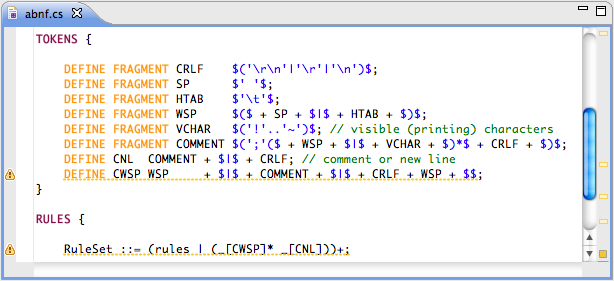 abnf.cs
TOKENS {
DEFINE FRAGMENT CRLF    $('\r\n'|'\r'|'\n')$;
DEFINE FRAGMENT SP      $' '$;
DEFINE FRAGMENT HTAB    $'\t'$;
DEFINE FRAGMENT WSP     $($ + SP + $|$ + HTAB + $)$;
DEFINE FRAGMENT VCHAR   $('!'..'~')$; // visible (printing) characters
DEFINE FRAGMENT COMMENT $(';'($ + WSP + $|$ + VCHAR + $)*$ + CRLF + $)$;
DEFINE CNL  COMMENT + $|$ + CRLF; // comment or new line
DEFINE CWSP WSP     + $|$ + COMMENT + $|$ + CRLF + WSP + $$;
}
RULES {
RuleSet ::= (rules | (_[CWSP]* _[CNL]))+;